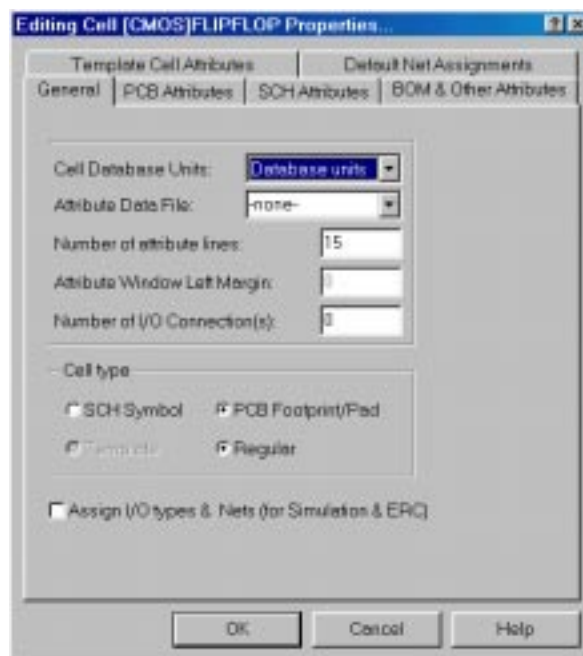 Editing Cell [CMOS]FLIPFLOP Properties...
Template Cell Attributes
Default Net Assignments
General
PCB Attributes
SCH Attributes
BOM & Other Attributes
Cell Database Units:
Database units
Attribute Data File:
-none-
Number of attribute lines:
15
Attribute Window Left Margin:
Number of I/O Connection(s):
Cell type
SCH Symbol
PCB Footprint/Pad
Template
Regular
Assign I/O types & Nets (for Simulation & ERC)
OK
Cancel
Help